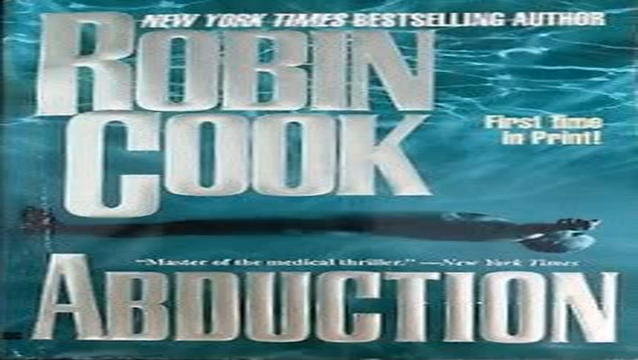 NEW YORK TIMES BESTSELLING AUTHOR
ROBIN
COOK
First Time
in Print!
"Master of the medical thriller." —New York Times
ABDUCTION